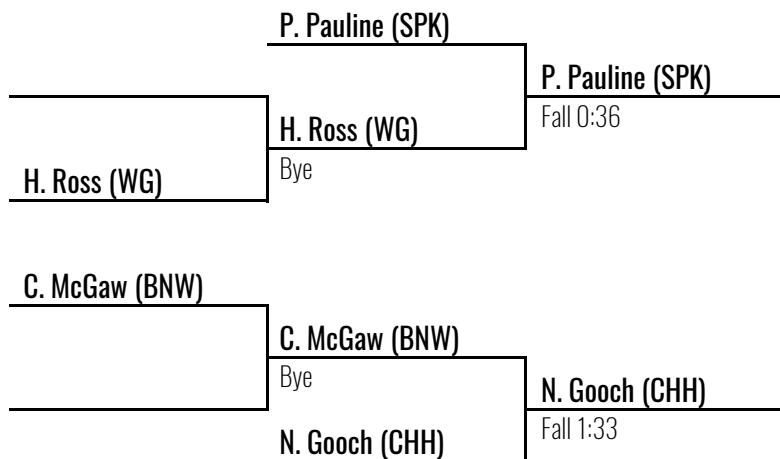 P. Pauline (SPK)
P. Pauline (SPK)
Fall 0:36
H. Ross (WG)
Bye
H. Ross (WG)
C. McGaw (BNW)
C. McGaw (BNW)
Bye
N. Gooch (CHH)
Fall 1:33
N. Gooch (CHH)